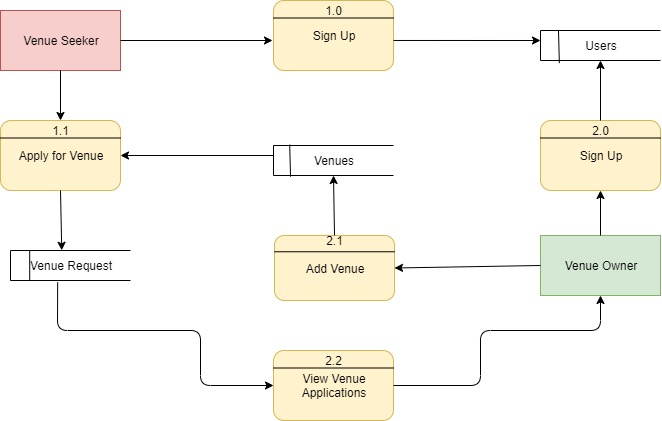 1.0
Venue Seeker
Sign Up
Users
1.1
2.0
Apply for Venue
Venues
Sign Up
2.1
Venue Request
Add Venue
Venue Owner
2.2
View Venue
Applications